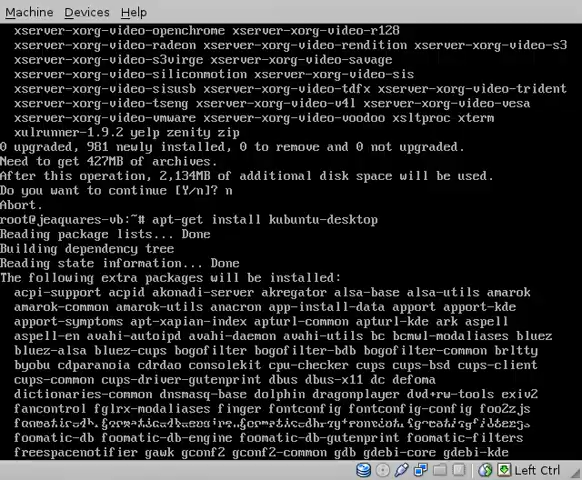 Machine Devices Help
xserver-xorg-video-openchrome xserver-xorg-video-r128
xserver-xorg-video-radeon xserver-xorg-video-rendition xserver-xorg-video-s3
xserver-xorg-video-s3virge xserver-xorg-video-savage
xserver-xorg-video-siliconmotion xserver-xorg-video-sis
xserver-xorg-video-sisusb xserver-xorg-video-tdfx xserver-xorg-video-trident
xserver-xorg-video-tseng xserver-xorg-video-v4l xserver-xorg-video-vesa
xserver-xorg-video-vmware xserver-xorg-video-voodoo xsltproc xterm
xulrunner-1.9.2 yelp zenity zip
0 upgraded, 981 newly installed, 0 to remove and 0 not upgraded.
Need to get 427MB of archives.
After this operation, 2,134MB of additional disk space will be used.
Do you want to continue [Y/n]? n
Abort.
root@jeaquares-vb:~# apt-get install kubuntu-desktop
Reading package lists... Done
Building dependency tree
Reading state information... Done
The following extra packages will be installed:
acpi-support acpid akonadi-server akregator alsa-base alsa-utils amarok
amarok-common amarok-utils anacron app-install-data apport apport-kde
apport-symptoms apt-xapian-index apturl-common apturl-kde ark aspell
aspell-en avahi-autoipd avahi-daemon avahi-utils bc bcmwl-modaliases bluez
bluez-alsa bluez-cups bogofilter bogofilter-bdb bogofilter-common brltty
byobu cdparanoia cdrdao consolekit cpu-checker cups cups-bsd cups-client
cups-common cups-driver-gutenprint dbus dbus-x11 dc defoma
dictionaries-common dnsmasq-base dolphin dragonplayer dvd+rw-tools exiv2
fancontrol fglrx-modaliases finger fontconfig fontconfig-config foo2zjs
foomatic-db foomatic-db-engine foomatic-db-gutenprint foomatic-filters
freespacenotifier gawk gconf2 gconf2-common gdb gdebi-core gdebi-kde
Left Ctrl